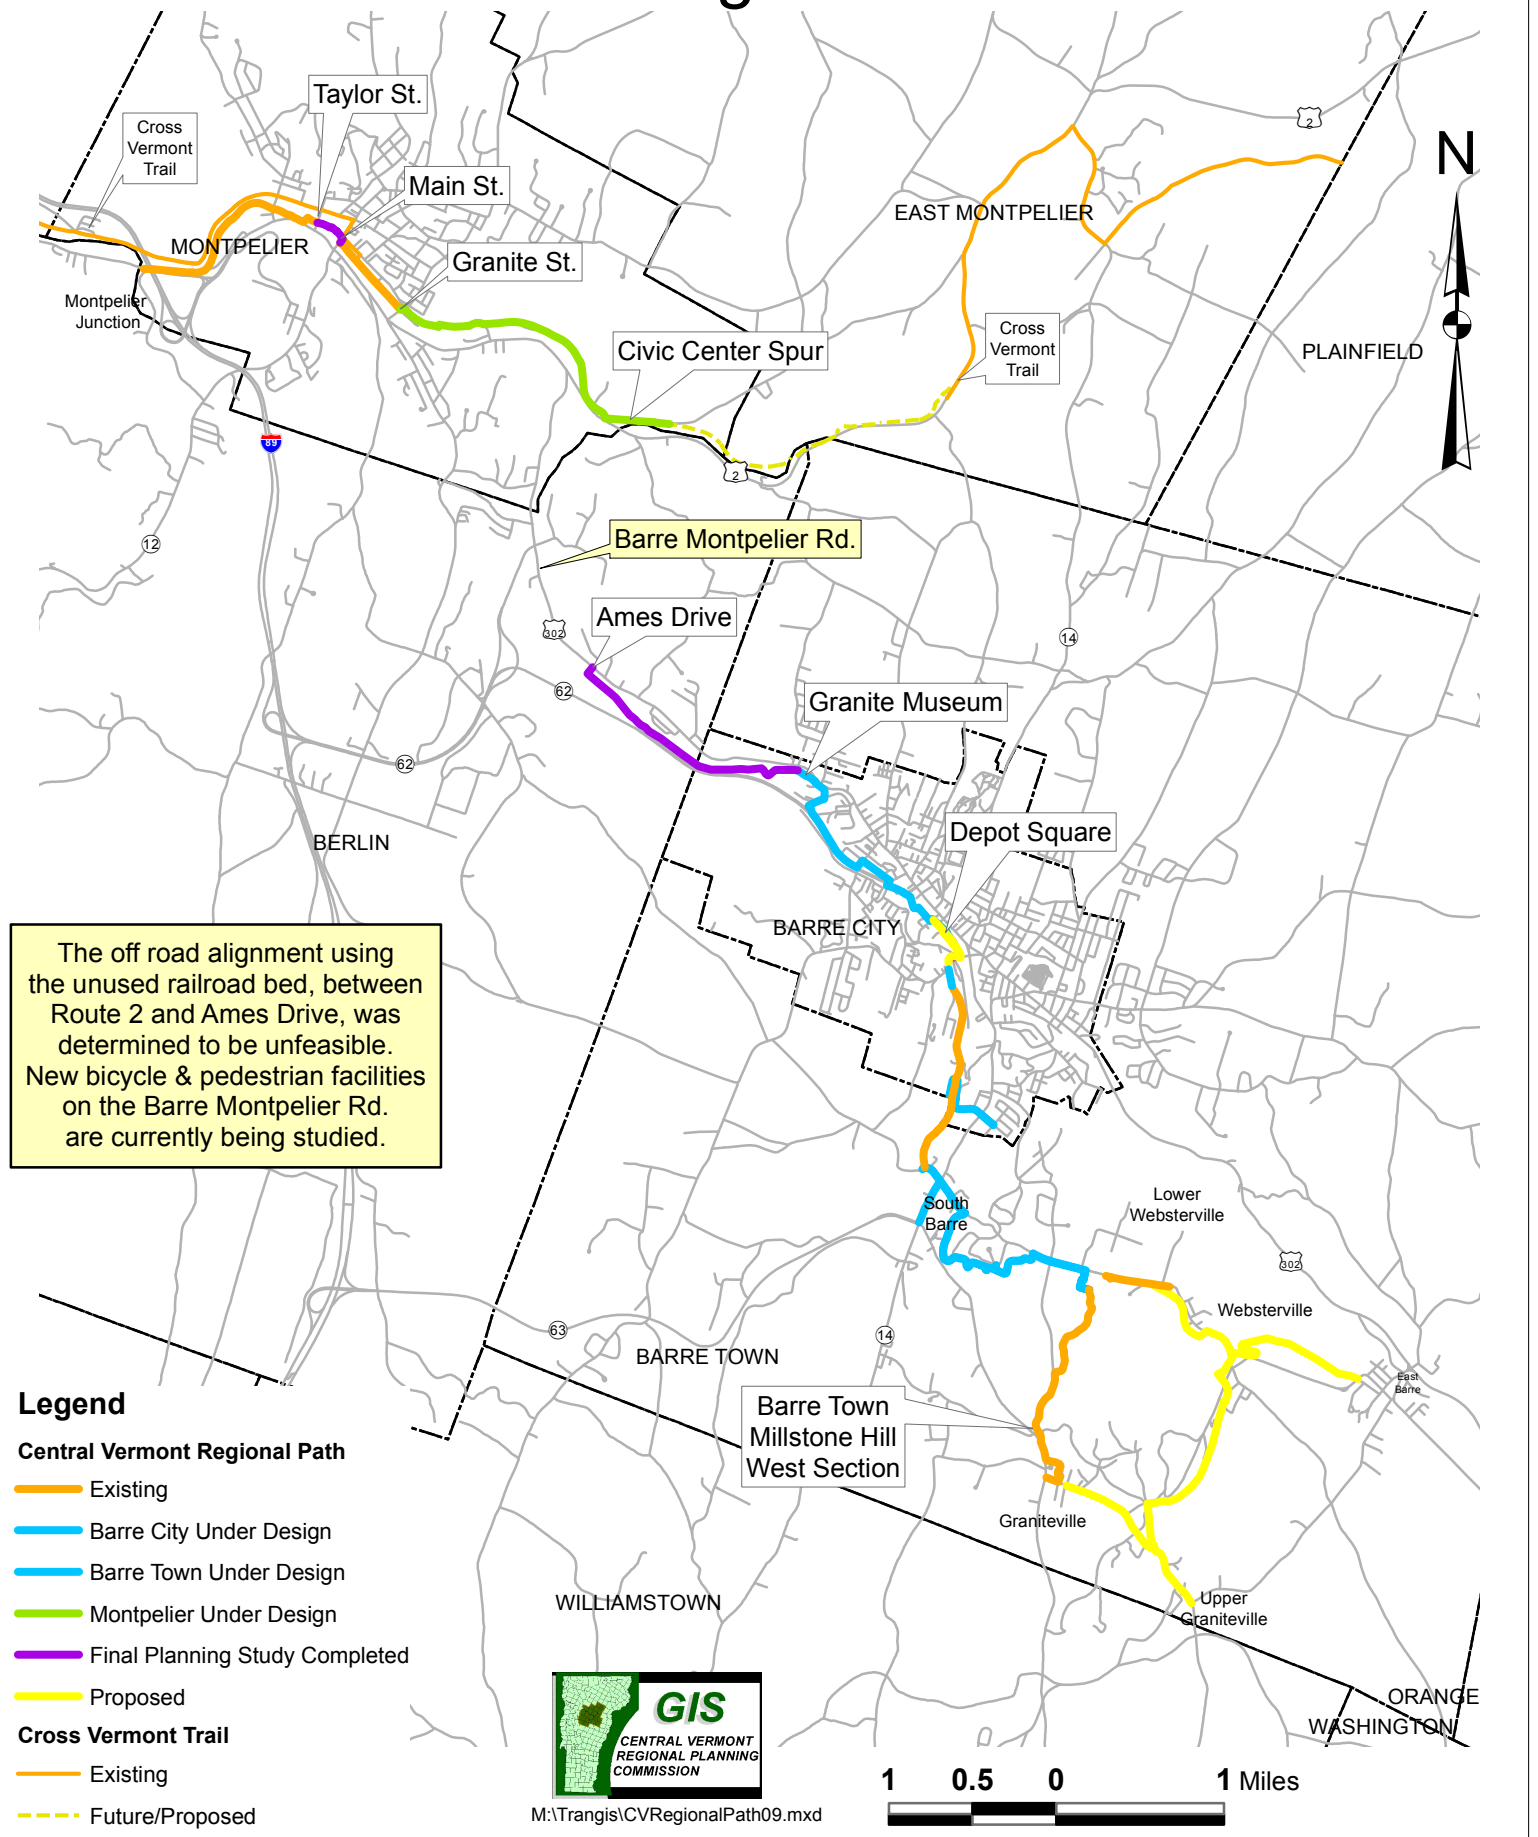 g
Taylor St.
Cross
Vermont
Trail
2
N
Main St.
EAST MONTPELIER
MONTPELIER
Granite St.
Montpelier
Junction
Cross
Vermont
Trail
Civic Center Spur
PLAINFIELD
89
2
12
Barre Montpelier Rd.
Ames Drive
302
14
62
Granite Museum
62
Depot Square
BERLIN
BARRE CITY
The off road alignment using
the unused railroad bed, between
Route 2 and Ames Drive, was
determined to be unfeasible.
New bicycle & pedestrian facilities
on the Barre Montpelier Rd.
are currently being studied.
Lower
Websterville
South
Barre
302
Websterville
63
14
BARRE TOWN
East
Barre
Barre Town
Millstone Hill
West Section
Graniteville
WILLIAMSTOWN
Upper
Graniteville
ORANGE
WASHINGTON
Legend
Central Vermont Regional Path
Existing
Barre City Under Design
Barre Town Under Design
Montpelier Under Design
Final Planning Study Completed
Proposed
Cross Vermont Trail
Existing
Future/Proposed
GIS
CENTRAL VERMONT
REGIONAL PLANNING
COMMISSION
M:\Trangis\CVRegionalPath09.mxd
1 0.5 0 1 Miles